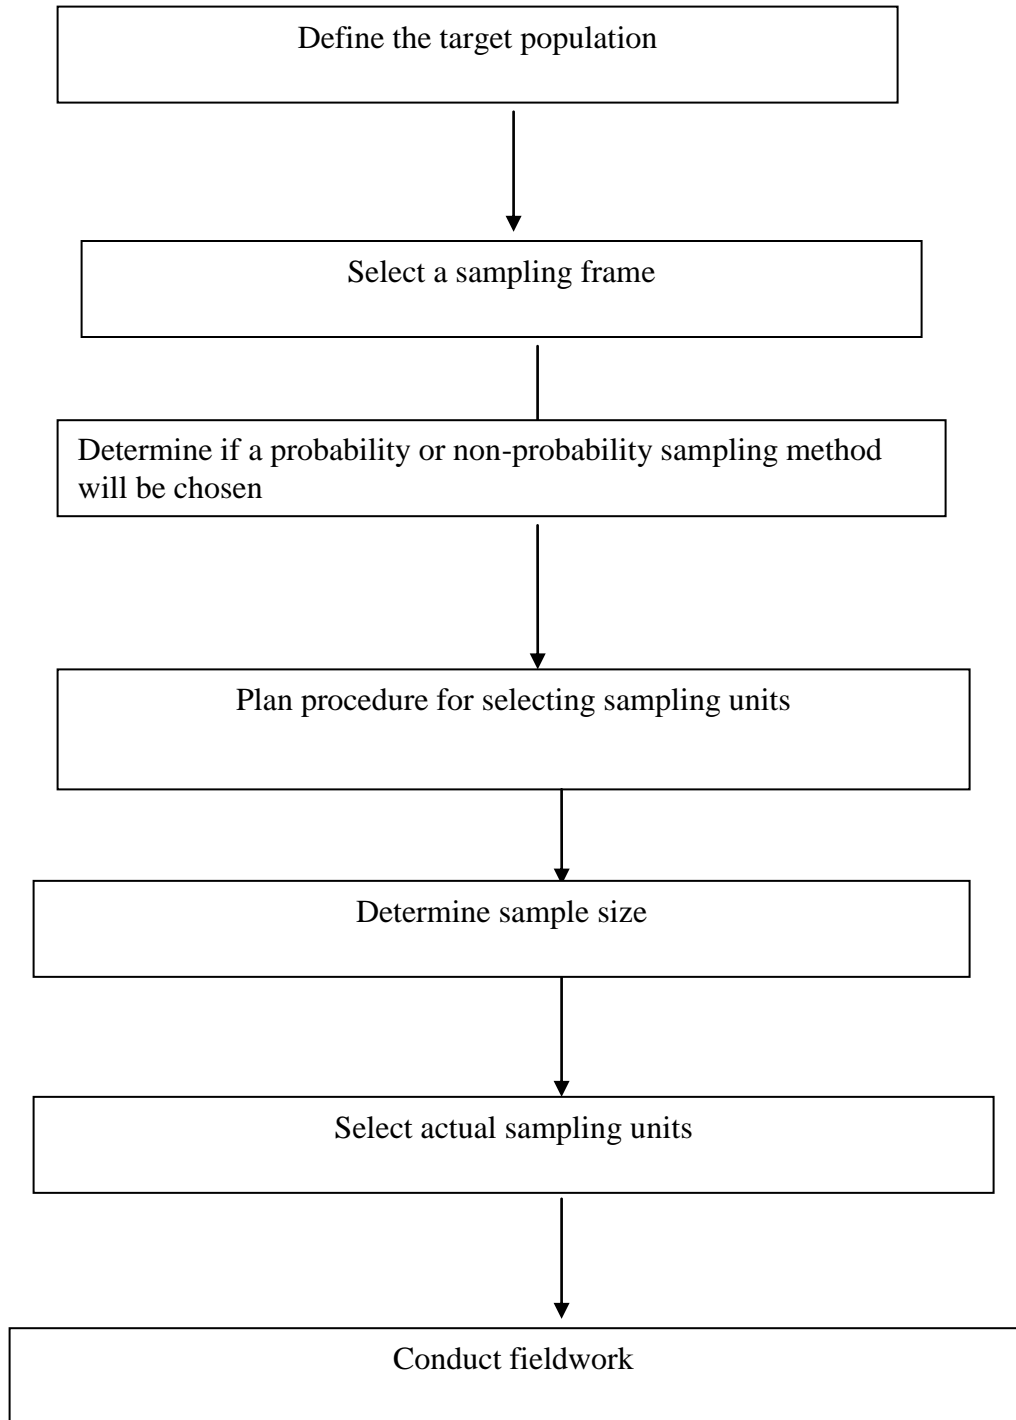 Define the target population
Select a sampling frame
Determine if a probability or non-probability sampling method
will be chosen
Plan procedure for selecting sampling units
Determine sample size
Select actual sampling units
Conduct fieldwork